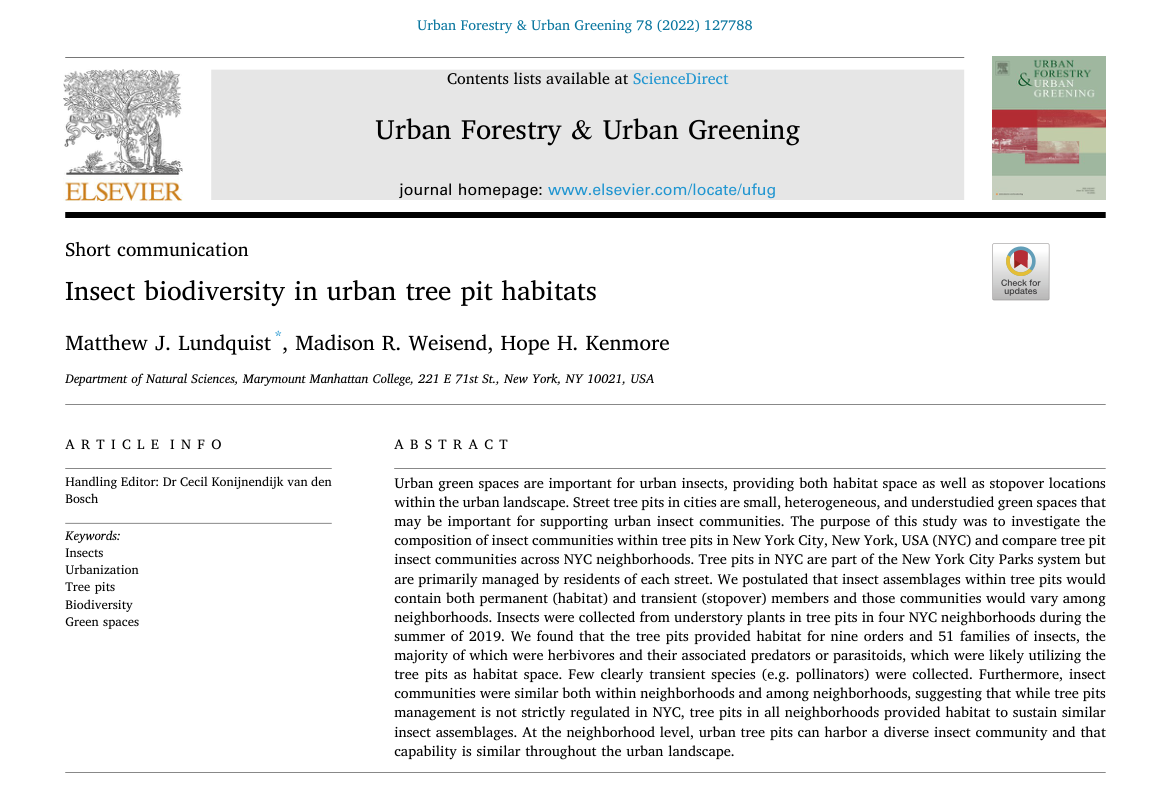 Urban Forestry & Urban Greening 78 (2022) 127788
Contents lists available at ScienceDirect
Urban Forestry & Urban Greening
journal homepage: www.elsevier.com/locate/ufug
ELSEVIER
URBAN
FORESTRY
& URBAN
GREENING
Short communication
Insect biodiversity in urban tree pit habitats
Check for
updates
Matthew J. Lundquist *, Madison R. Weisend, Hope H. Kenmore
Department of Natural Sciences, Marymount Manhattan College, 221 E 71st St., New York, NY 10021, USA
ARTICLE INFO
Handling Editor: Dr Cecil Konijnendijk van den
Bosch
Keywords:
Insects
Urbanization
Tree pits
Biodiversity
Green spaces
ABSTRACT
Urban green spaces are important for urban insects, providing both habitat space as well as stopover locations
within the urban landscape. Street tree pits in cities are small, heterogeneous, and understudied green spaces that
may be important for supporting urban insect communities. The purpose of this study was to investigate the
composition of insect communities within tree pits in New York City, New York, USA (NYC) and compare tree pit
insect communities across NYC neighborhoods. Tree pits in NYC are part of the New York City Parks system but
are primarily managed by residents of each street. We postulated that insect assemblages within tree pits would
contain both permanent (habitat) and transient (stopover) members and those communities would vary among
neighborhoods. Insects were collected from understory plants in tree pits in four NYC neighborhoods during the
summer of 2019. We found that the tree pits provided habitat for nine orders and 51 families of insects, the
majority of which were herbivores and their associated predators or parasitoids, which were likely utilizing the
tree pits as habitat space. Few clearly transient species (e.g. pollinators) were collected. Furthermore, insect
communities were similar both within neighborhoods and among neighborhoods, suggesting that while tree pits
management is not strictly regulated in NYC, tree pits in all neighborhoods provided habitat to sustain similar
insect assemblages. At the neighborhood level, urban tree pits can harbor a diverse insect community and that
capability is similar throughout the urban landscape.